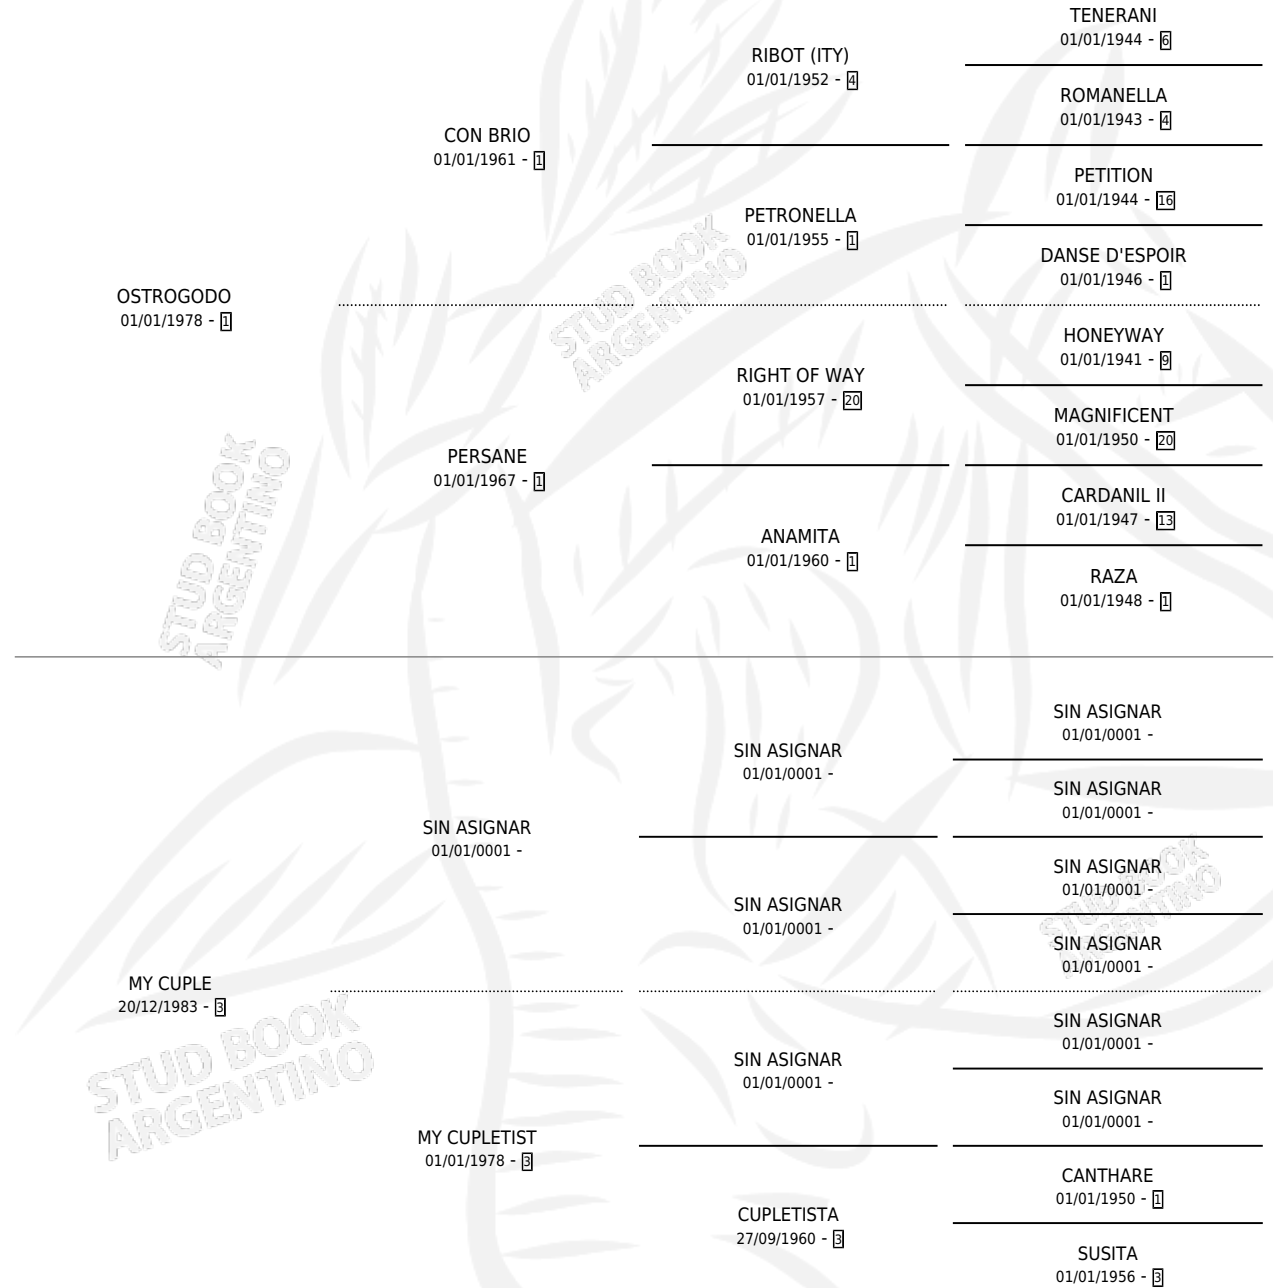 TENERANI
01/01/1944 - 6
RIBOT (ITY)
01/01/1952 - 4
ROMANELLA
01/01/1943 - 4
CON BRIO
01/01/1961 - 1
PETITION
01/01/1944 - 16
PETRONELLA
01/01/1955 - 1
DANSE D'ESPOIR
01/01/1946 - 1
OSTROGODO
01/01/1978 - 1
HONEYWAY
01/01/1941 - 9
RIGHT OF WAY
01/01/1957 - 20
MAGNIFICENT
01/01/1950 - 20
PERSANE
01/01/1967 - 1
CARDANIL II
01/01/1947 - 13
ANAMITA
01/01/1960 - 1
RAZA
01/01/1948 - 1
STUD BOOK
ARGENTINO
STUD BOOK
ARGENTINO
SIN ASIGNAR
01/01/0001 -
SIN ASIGNAR
01/01/0001 -
SIN ASIGNAR
01/01/0001 -
SIN ASIGNAR
01/01/0001 -
SIN ASIGNAR
01/01/0001 -
SIN ASIGNAR
01/01/0001 -
SIN ASIGNAR
01/01/0001 -
STUD BOOK
ARGENTINO
MY CUPLE
20/12/1983 - 3
SIN ASIGNAR
01/01/0001 -
SIN ASIGNAR
01/01/0001 -
SIN ASIGNAR
01/01/0001 -
MY CUPLETIST
01/01/1978 - 3
CANTHARE
01/01/1950 - 1
CUPLETISTA
27/09/1960 - 3
SUSITA
01/01/1956 - 3
STUD BOOK
ARGENTINO